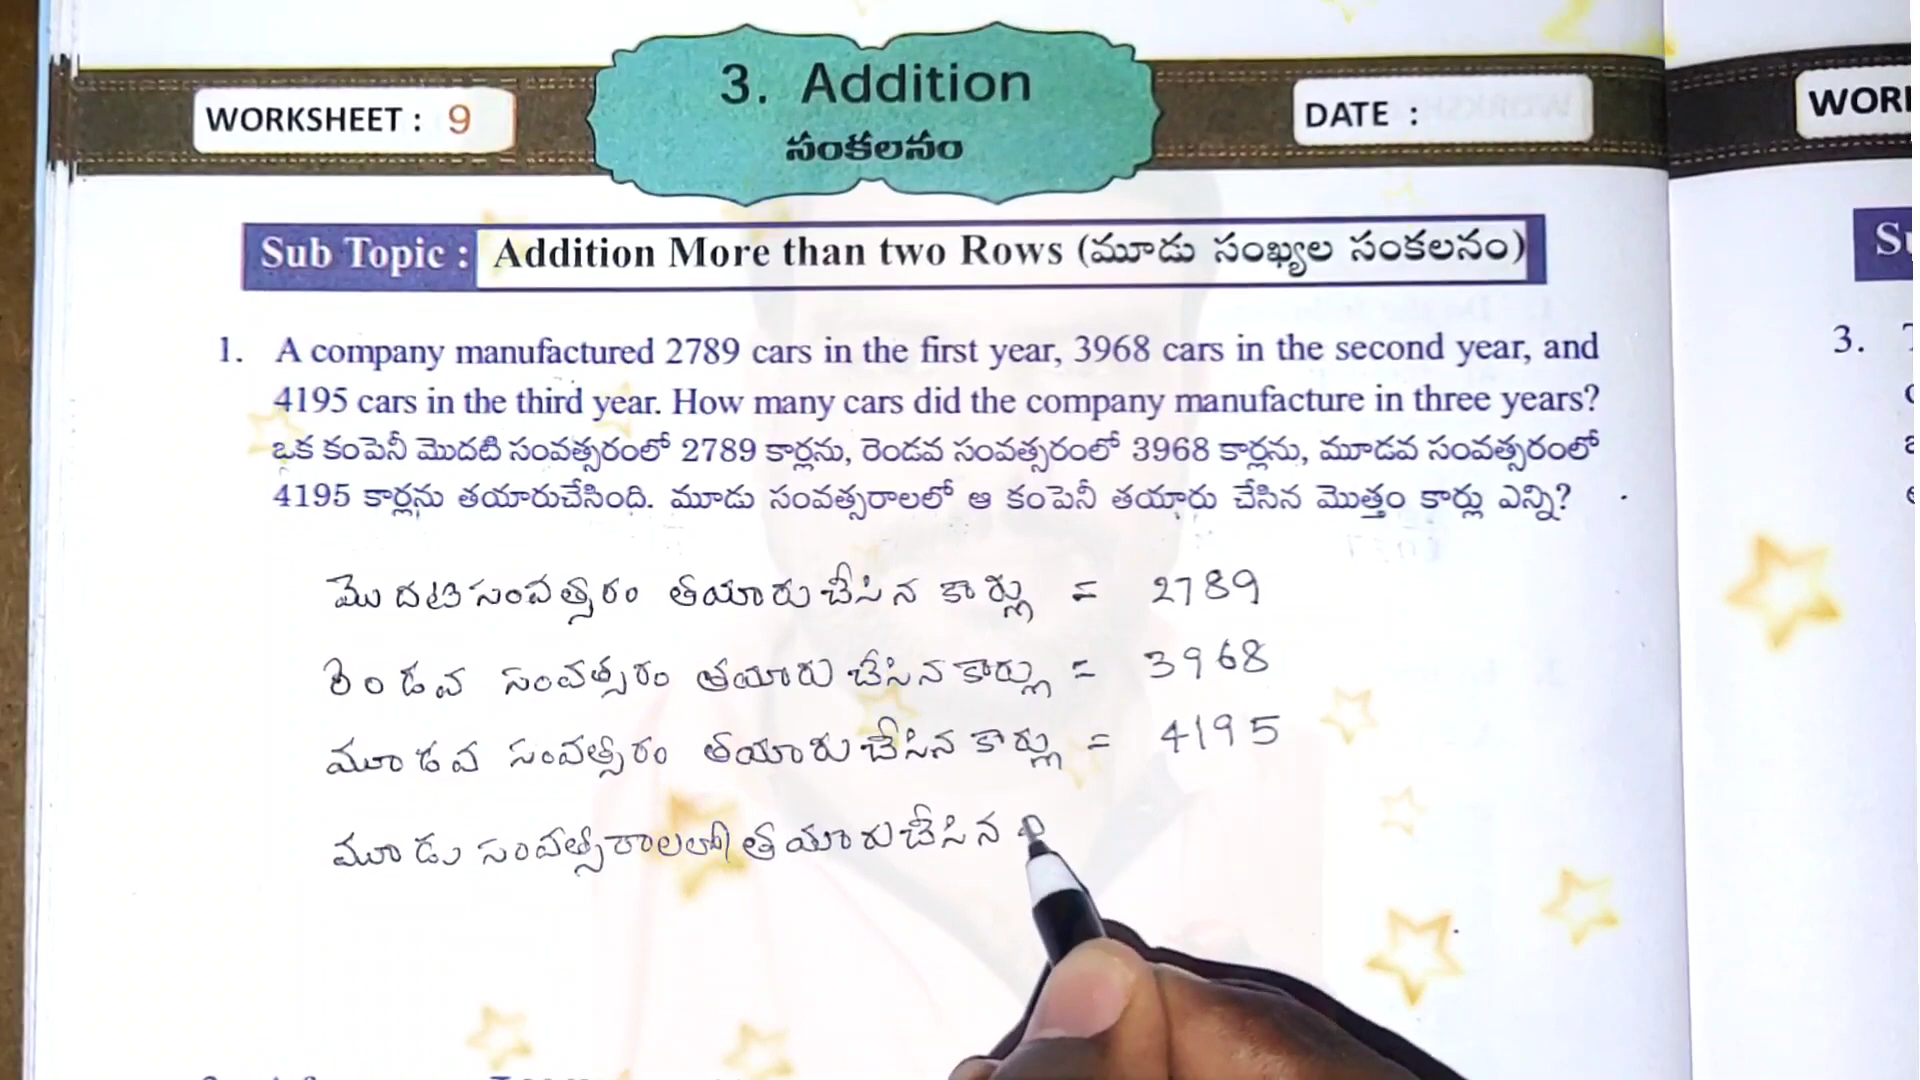 WORKSHEET : 9
3. Addition
సంకలనం
DATE :
WOR
Sub Topic : Addition More than two Rows (మూడు సంఖ్యల సంకలనం)
1. A company manufactured 2789 cars in the first year, 3968 cars in the second year, and
4195 cars in the third year. How many cars did the company manufacture in three years?
ఒక కంపెనీ మొదటి సంవత్సరంలో 2789 కార్లను, రెండవ సంవత్సరంలో 3968 కార్లను, మూడవ సంవత్సరంలో
4195 కార్లను తయారుచేసింది. మూడు సంవత్సరాలలో ఆ కంపెనీ తయారు చేసిన మొత్తం కార్లు ఎన్ని?
మొదటి సంవత్సరం తయారుచేసిన కార్లు = 2789
రెండవ సంవత్సరం తయారుచేసిన కార్లు = 3968
మూడవ సంవత్సరం తయారుచేసిన కార్లు = 4195
మూడు సంవత్సరాలలో తయారుచేసిన
3.